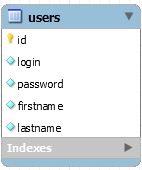 users
id
login
password
firstname
lastname
Indexes